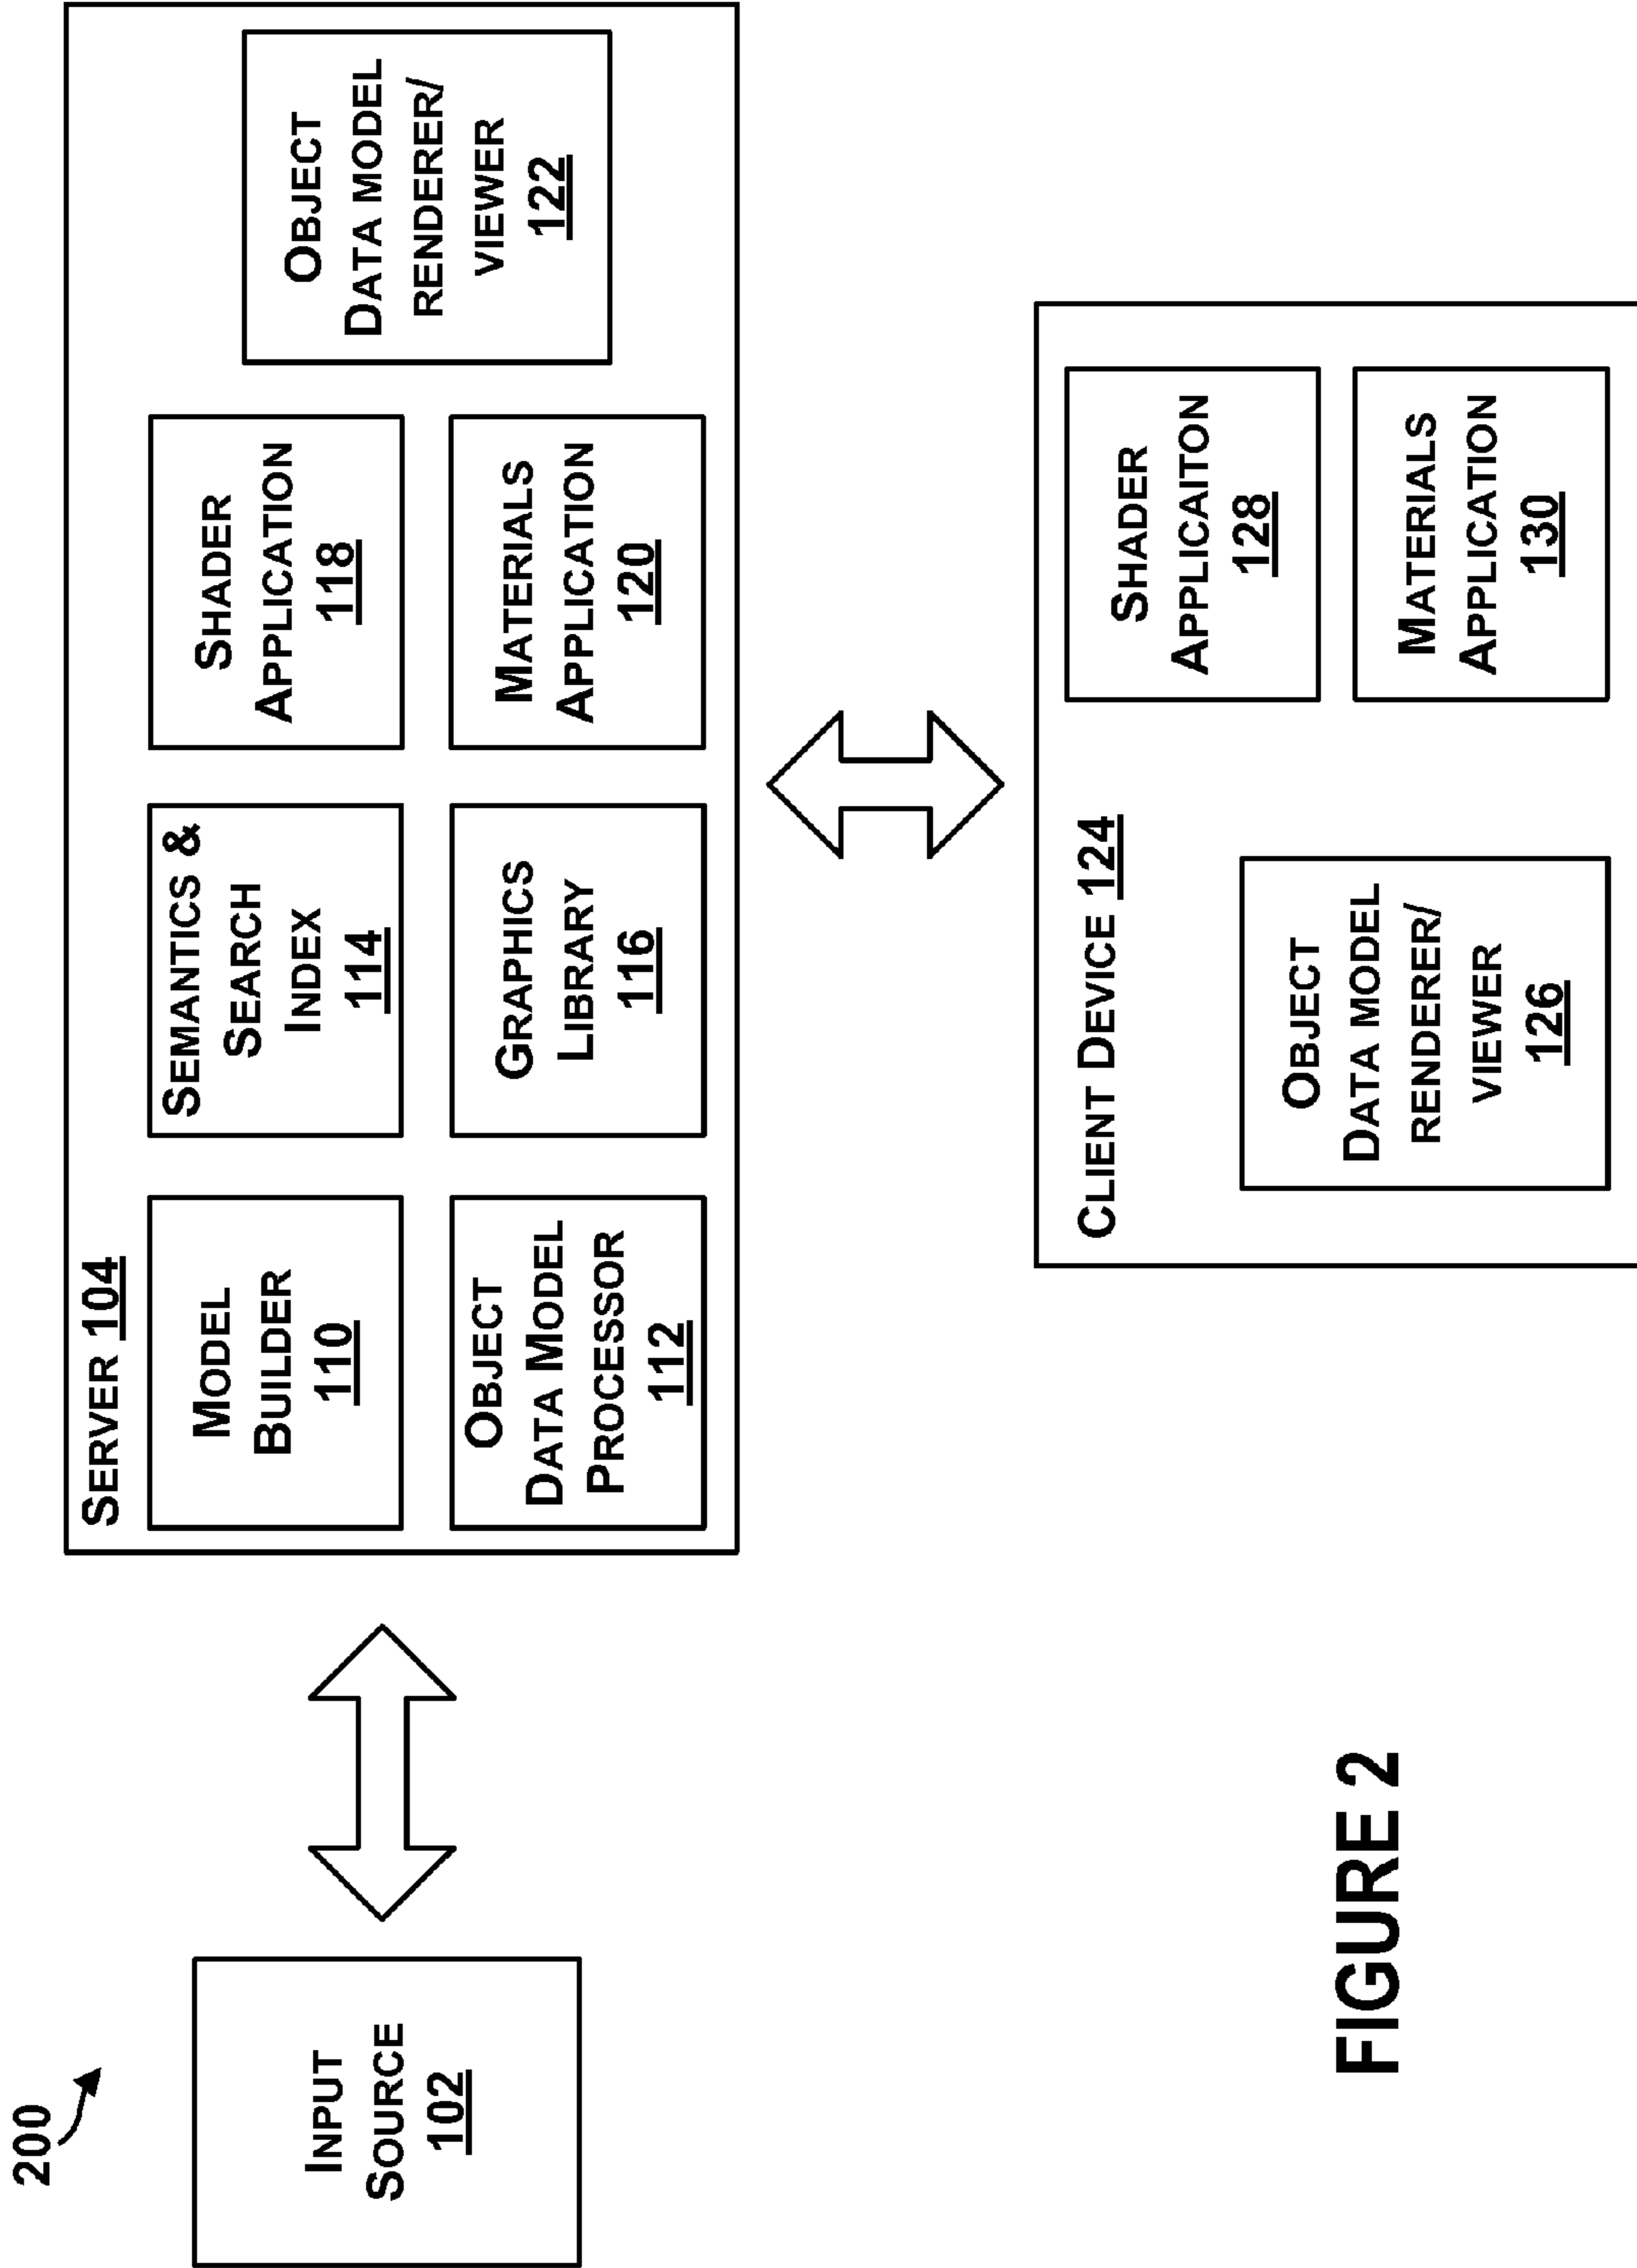 200
INPUT
SOURCE
102
SERVER 104
MODEL
BUILDER
110
SEMANTICS &
SEARCH
INDEX
114
SHADER
APPLICATION
118
OBJECT
DATA MODEL
PROCESSOR
112
GRAPHICS
LIBRARY
116
MATERIALS
APPLICATION
120
OBJECT
DATA MODEL
RENDERER/
VIEWER
122
CLIENT DEVICE 124
OBJECT
DATA MODEL
RENDERER/
VIEWER
126
SHADER
APPLICAITON
128
MATERIALS
APPLICATION
130
FIGURE 2